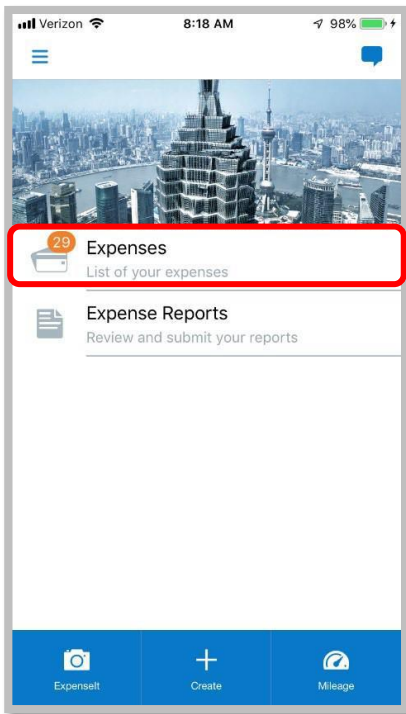 Verizon 8:18 AM 98%
29 Expenses
List of your expenses
Expense Reports
Review and submit your reports
ExpenseIt Create Mileage